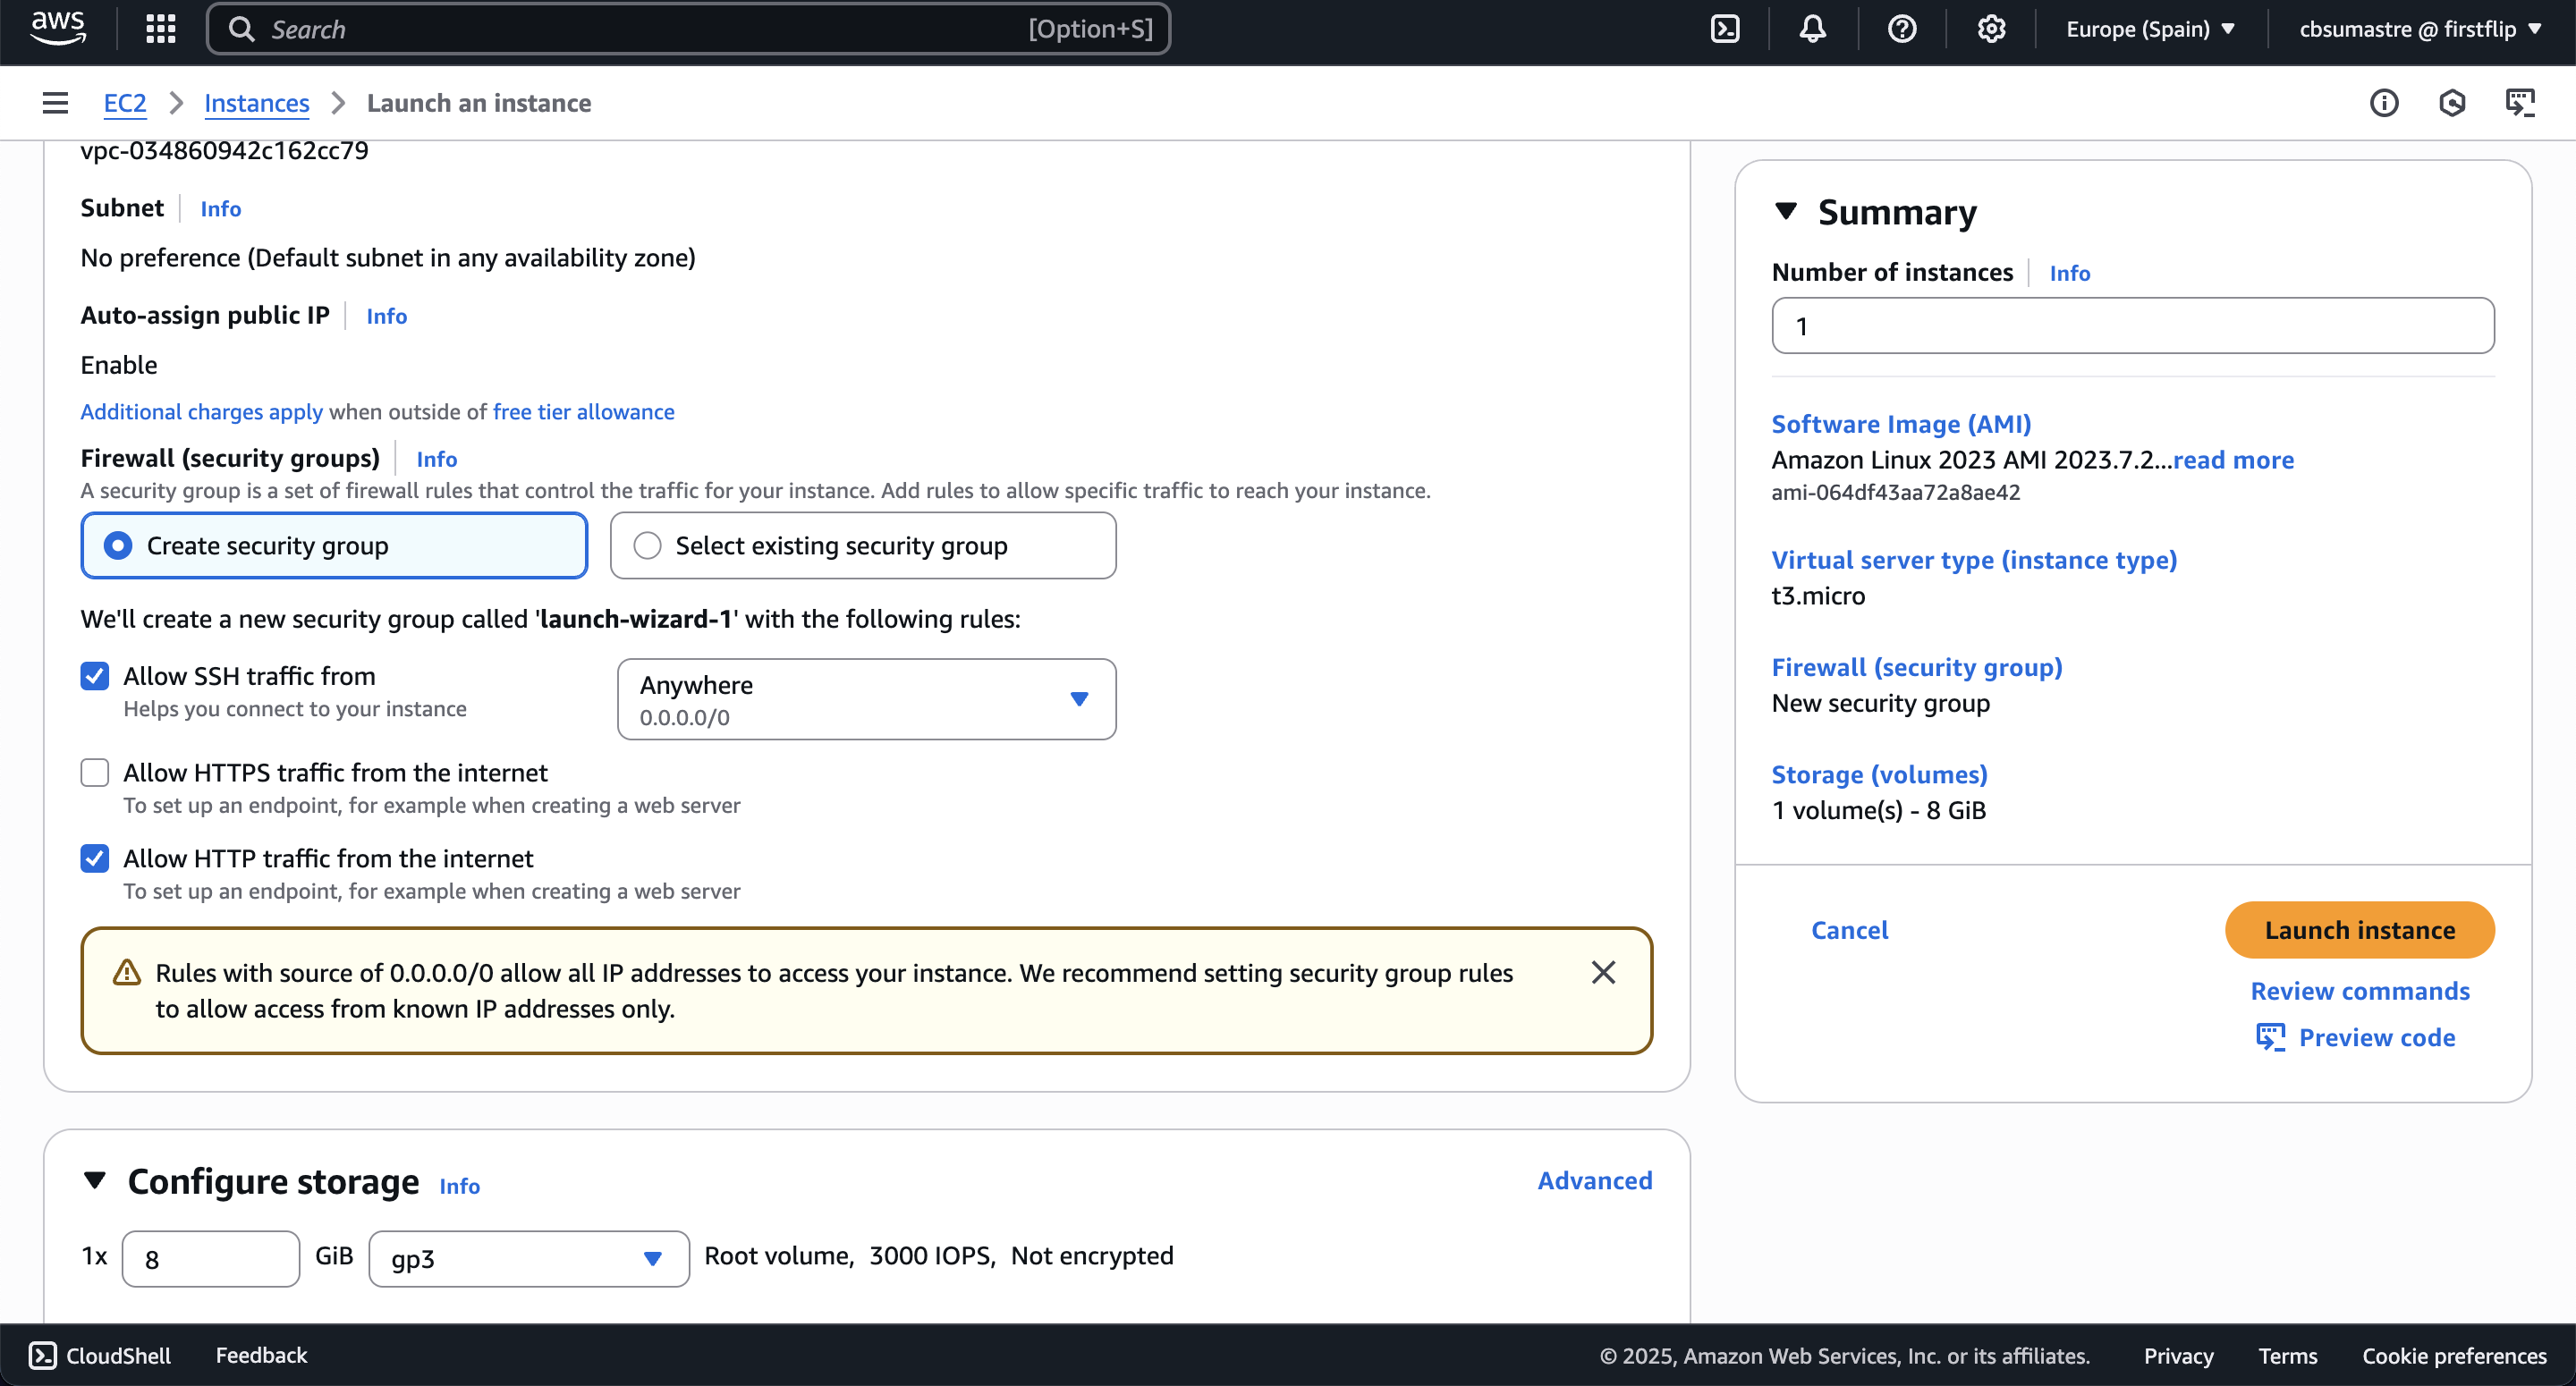 aws
Search [Option+S]
Europe (Spain)
cbsumastre @ firstflip
EC2 Instances Launch an instance
vpc-034860942c162cc79
Subnet Info
No preference (Default subnet in any availability zone)
Auto-assign public IP Info
Enable
Additional charges apply when outside of free tier allowance
Firewall (security groups) Info
A security group is a set of firewall rules that control the traffic for your instance. Add rules to allow specific traffic to reach your instance.
Create security group
Select existing security group
We'll create a new security group called 'launch-wizard-1' with the following rules:
Allow SSH traffic from
Helps you connect to your instance
Anywhere
0.0.0.0/0
Allow HTTPS traffic from the internet
To set up an endpoint, for example when creating a web server
Allow HTTP traffic from the internet
To set up an endpoint, for example when creating a web server
Rules with source of 0.0.0.0/0 allow all IP addresses to access your instance. We recommend setting security group rules
to allow access from known IP addresses only.
Configure storage Info
Advanced
1x 8 GiB gp3 Root volume, 3000 IOPS, Not encrypted
Summary
Number of instances Info
1
Software Image (AMI)
Amazon Linux 2023 AMI 2023.7.2...read more
ami-064df43aa72a8ae42
Virtual server type (instance type)
t3.micro
Firewall (security group)
New security group
Storage (volumes)
1 volume(s) - 8 GiB
Cancel
Launch instance
Review commands
Preview code
CloudShell Feedback
© 2025, Amazon Web Services, Inc. or its affiliates. Privacy Terms Cookie preferences